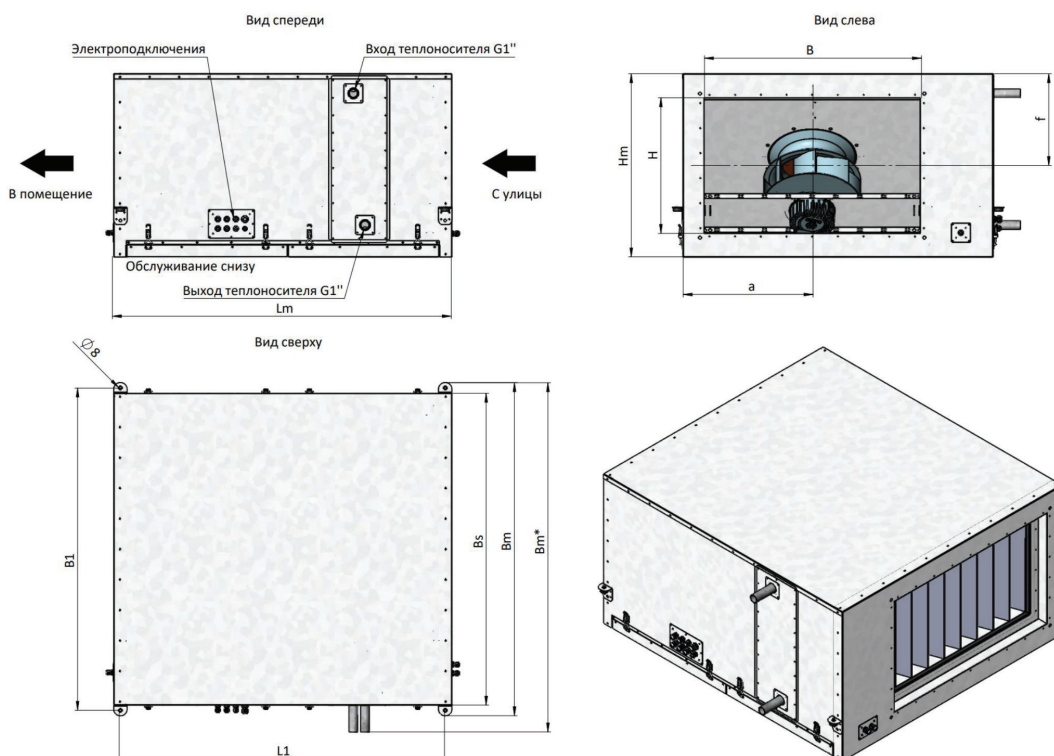 Вид спереди
Вид слева
Электроподключения
Вход теплоносителя G1''
B
f
Hm
H
В помещение
С улицы
Обслуживание снизу
Выход теплоносителя G1''
a
Lm
Вид сверху
∅8
B1
Bs
Bm
Bm*
L1